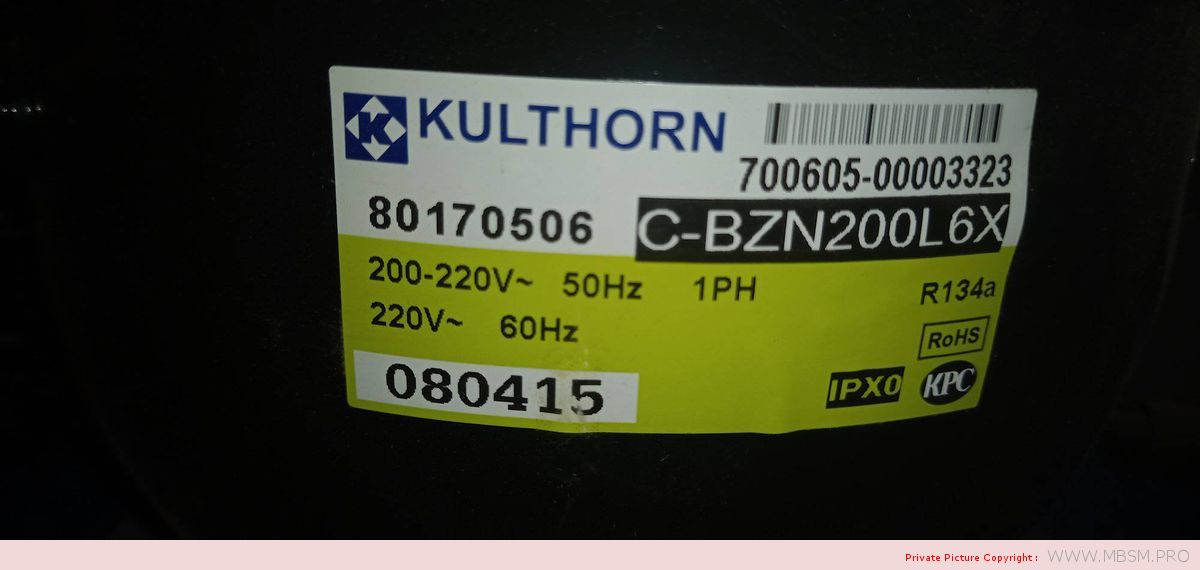 KULTHORN
700605-00003323
80170506 C-BZN200L6X
200-220V~ 50Hz 1PH R134a
220V~ 60Hz
RoHS
080415 IPX0 KPC
Private Picture Copyright : WWW.MBSM.PRO